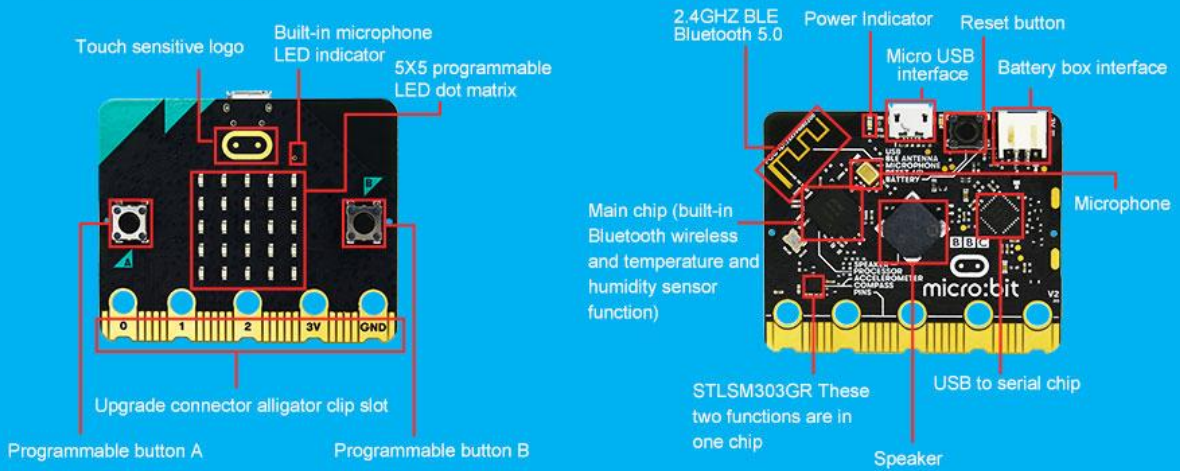 Touch sensitive logo
Built-in microphone
LED indicator
5X5 programmable
LED dot matrix
B
A
0 1 2 3V GND
Upgrade connector alligator clip slot
Programmable button A
Programmable button B
2.4GHZ BLE
Bluetooth 5.0
Power Indicator
Reset button
Micro USB
interface
Battery box interface
USB
BLE ANTENNA
MICROPHONE
BATTERY
Microphone
Main chip (built-in
Bluetooth wireless
and temperature and
humidity sensor
function)
BBC
micro:bit
V2
SPEAKER
PROCESSOR
ACCELEROMETER
COMPASS
PINS
STLSM303GR These
two functions are in
one chip
USB to serial chip
Speaker